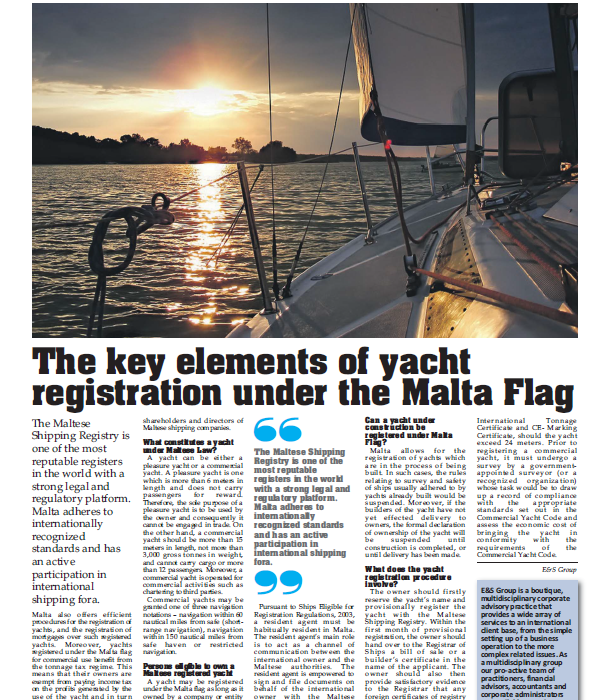 The key elements of yacht
registration under the Malta Flag
The Maltese
Shipping Registry is
one of the most
reputable registers
in the world with a
strong legal and
regulatory platform.
Malta adheres to
internationally
recognized
standards and has
an active
participation in
international
shipping fora.
Malta also offers efficient
procedures for the registration of
yachts, and the registration of
mortgages over such registered
yachts. Moreover, yachts
registered under the Malta flag
for commercial use benefit from
the tonnage tax regime. This
means that their owners are
exempt from paying income tax
on the profits generated by the
use of the yacht and in turn
shareholders and directors of
Maltese shipping companies.
What constitutes a yacht
under Maltese Law?
A yacht can be either a
pleasure yacht or a commercial
yacht. A pleasure yacht is one
which is more than 6 meters in
length and does not carry
passengers for reward.
Therefore, the sole purpose of a
pleasure yacht is to be used by
the owner and consequently it
cannot be engaged in trade. On
the other hand, a commercial
yacht should be more than 15
meters in length, not more than
3,000 gross tonnes in weight,
and cannot carry cargo or more
than 12 passengers. Moreover, a
commercial yacht is operated for
commercial activities such as
chartering to third parties.
Commercial yachts may be
granted one of three navigation
notations – navigation within 60
nautical miles from safe (short-
range navigation), navigation
within 150 nautical miles from
safe haven or restricted
navigation.
Persons eligible to own a
Maltese registered yacht
A yacht may be registered
under the Malta flag as long as it
is owned by a company or entity
The Maltese Shipping
Registry is one of the
most reputable
registers in the world
with a strong legal and
regulatory platform.
Malta adheres to
internationally
recognized standards
and has an active
participation in
international shipping
fora.
Pursuant to Ships Eligible for
Registration Regulations, 2003,
a resident agent must be
habitually resident in Malta.
The resident agent's main role
is to act as a channel of
communication between the
international owner and the
Maltese authorities. The
resident agent is empowered to
sign and file documents on
behalf of the international
owner with the Maltese
Can a yacht under
construction be
registered under Malta
Flag?
Malta allows for the
registration of yachts which
are in the process of being
built. In such cases, the rules
relating to survey and safety
of ships usually adhered to by
yachts already built would be
suspended. Moreover, if the
builders of the yacht have not
yet effected delivery to
owners, the formal declaration
of ownership of the yacht will
be suspended until
construction is completed, or
until delivery has been made.
What does the yacht
registration procedure
involve?
The owner should firstly
reserve the yacht's name and
provisionally register the
yacht with the Maltese
Shipping Registry. Within the
first month of provisional
registration, the owner should
hand over to the Registrar of
Ships a bill of sale or a
builder's certificate in the
name of the applicant. The
owner should also then
provide satisfactory evidence
to the Registrar that any
foreign certificates of registry
International Tonnage
Certificate and CE- Marking
Certificate, should the yacht
exceed 24 meters. Prior to
registering a commercial
yacht, it must undergo a
survey by a government-
appointed surveyor (or a
recognized organization)
whose task would be to draw
up a record of compliance
with the appropriate
standards set out in the
Commercial Yacht Code and
assess the economic cost of
bringing the yacht in
conformity with the
requirements of the
Commercial Yacht Code.
E&S Group
E&S Group is a boutique,
multidisciplinary corporate
advisory practice that
provides a wide array of
services to an international
client base, from the simple
setting up of a business
operation to the more
complex related issues. As
a multidisciplinary group
our pro-active team of
practitioners, financial
advisors, accountants and
corporate administrators